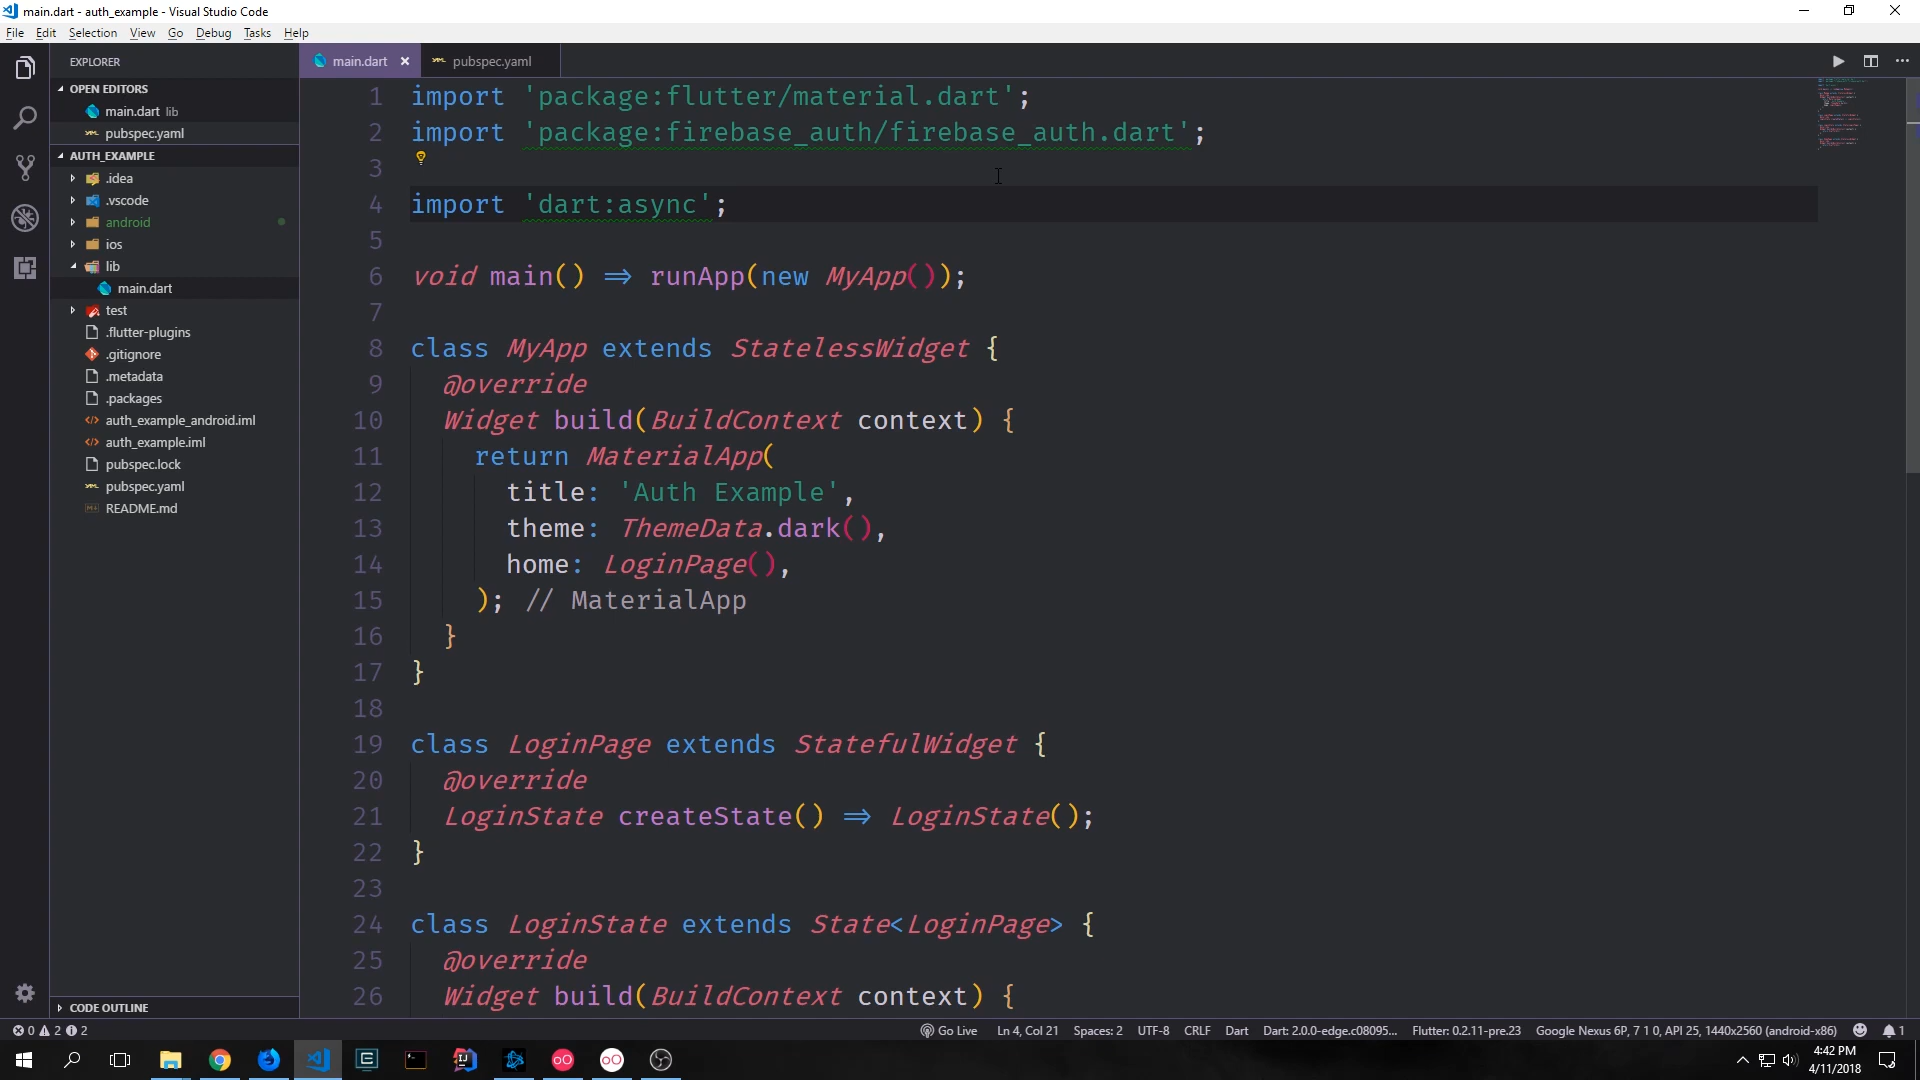 main.dart - auth_example - Visual Studio Code
File Edit Selection View Go Debug Tasks Help
EXPLORER
OPEN EDITORS
main.dart lib
pubspec.yaml
AUTH_EXAMPLE
.idea
.vscode
android
ios
lib
main.dart
test
.flutter-plugins
.gitignore
.metadata
.packages
auth_example_android.iml
auth_example.iml
pubspec.lock
pubspec.yaml
README.md
CODE OUTLINE
main.dart pubspec.yaml
1 import 'package:flutter/material.dart';
2 import 'package:firebase_auth/firebase_auth.dart';
3
4 import 'dart:async';
5
6 void main() => runApp(new MyApp());
7
8 class MyApp extends StatelessWidget {
9 @override
10 Widget build(BuildContext context) {
11 return MaterialApp(
12 title: 'Auth Example',
13 theme: ThemeData.dark(),
14 home: LoginPage(),
15 ); // MaterialApp
16 }
17 }
18
19 class LoginPage extends StatefulWidget {
20 @override
21 LoginState createState() => LoginState();
22 }
23
24 class LoginState extends State<LoginPage> {
25 @override
26 Widget build(BuildContext context) {
0 2 2 Go Live Ln 4, Col 21 Spaces: 2 UTF-8 CRLF Dart Dart: 2.0.0-edge.c08095... Flutter: 0.2.11-pre.23 Google Nexus 6P, 7 1 0, API 25, 1440x2560 (android-x86) 1
4:42 PM
4/11/2018